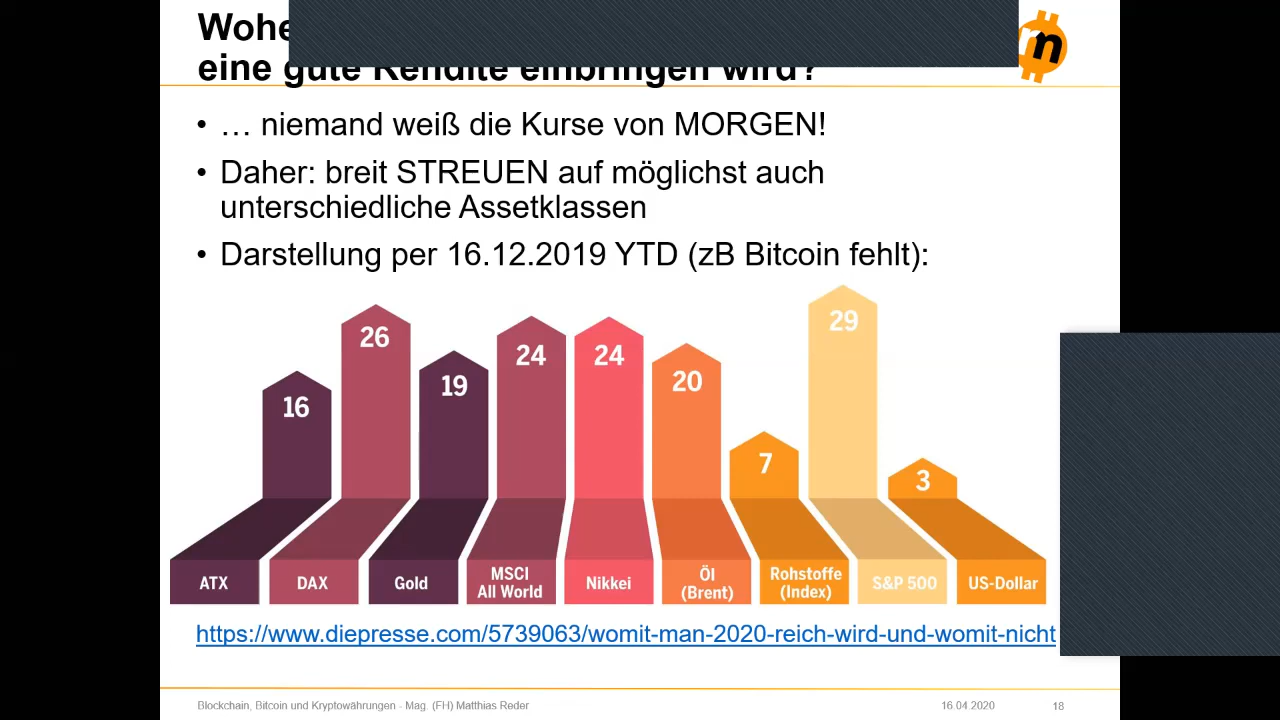 eine gute Rendite einbringen wird?
• … niemand weiß die Kurse von MORGEN!
• Daher: breit STREUEN auf möglichst auch
unterschiedliche Assetklassen
• Darstellung per 16.12.2019 YTD (zB Bitcoin fehlt):
16
26
19
24
24
20
7
29
3
ATX
DAX
Gold
MSCI
All World
Nikkei
Öl
(Brent)
Rohstoffe
(Index)
S&P 500
US-Dollar
https://www.diepresse.com/5739063/womit-man-2020-reich-wird-und-womit-nicht
Blockchain, Bitcoin und Kryptowährungen - Mag. (FH) Matthias Reder
16.04.2020
18